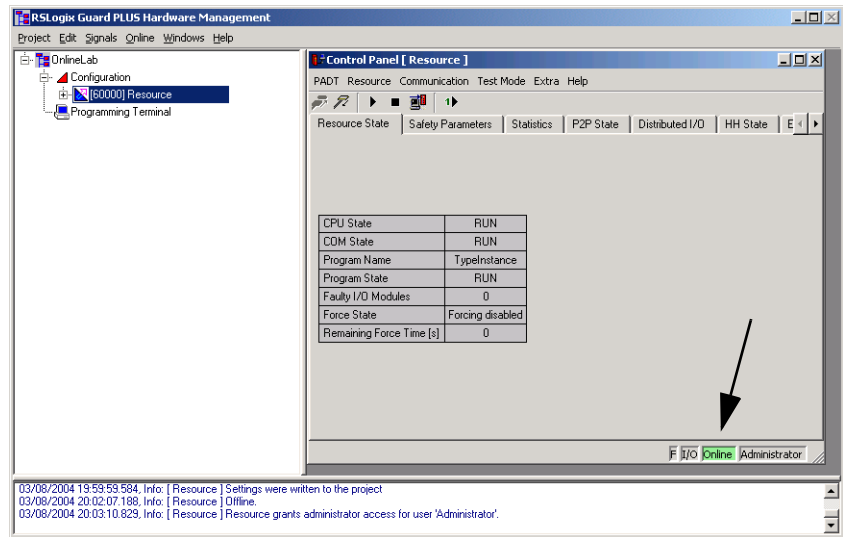 RSLogix Guard PLUS Hardware Management
Project Edit Signals Online Windows Help
OnlineLab
Configuration
[60000] Resource
Programming Terminal
Control Panel [ Resource ]
PADT Resource Communication Test Mode Extra Help
Resource State Safety Parameters Statistics P2P State Distributed I/O HH State E
CPU State RUN
COM State RUN
Program Name TypeInstance
Program State RUN
Faulty I/O Modules 0
Force State Forcing disabled
Remaining Force Time [s] 0
F I/O Online Administrator
03/08/2004 19:59:59.584, Info: [ Resource ] Settings were written to the project
03/08/2004 20:02:07.188, Info: [ Resource ] Offline.
03/08/2004 20:03:10.829, Info: [ Resource ] Resource grants administrator access for user 'Administrator'.